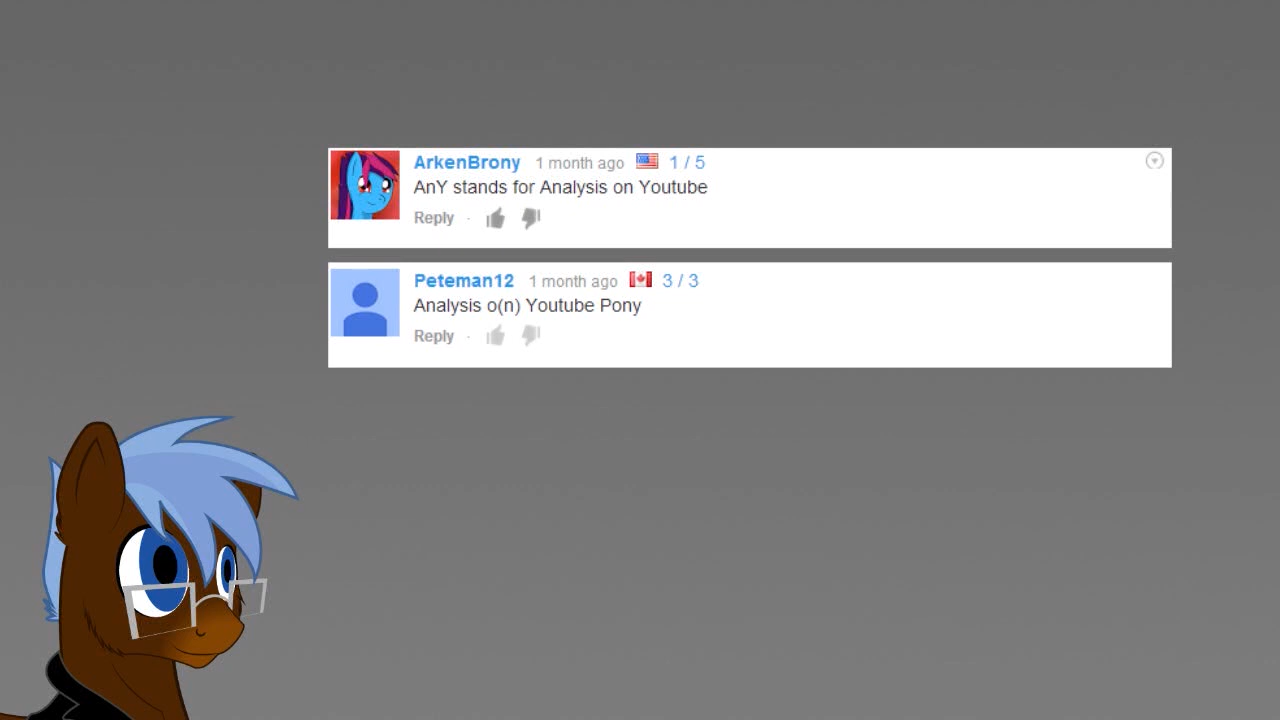 ArkenBrony 1 month ago 1 / 5
AnY stands for Analysis on Youtube
Reply ·
Peteman12 1 month ago 3 / 3
Analysis o(n) Youtube Pony
Reply ·